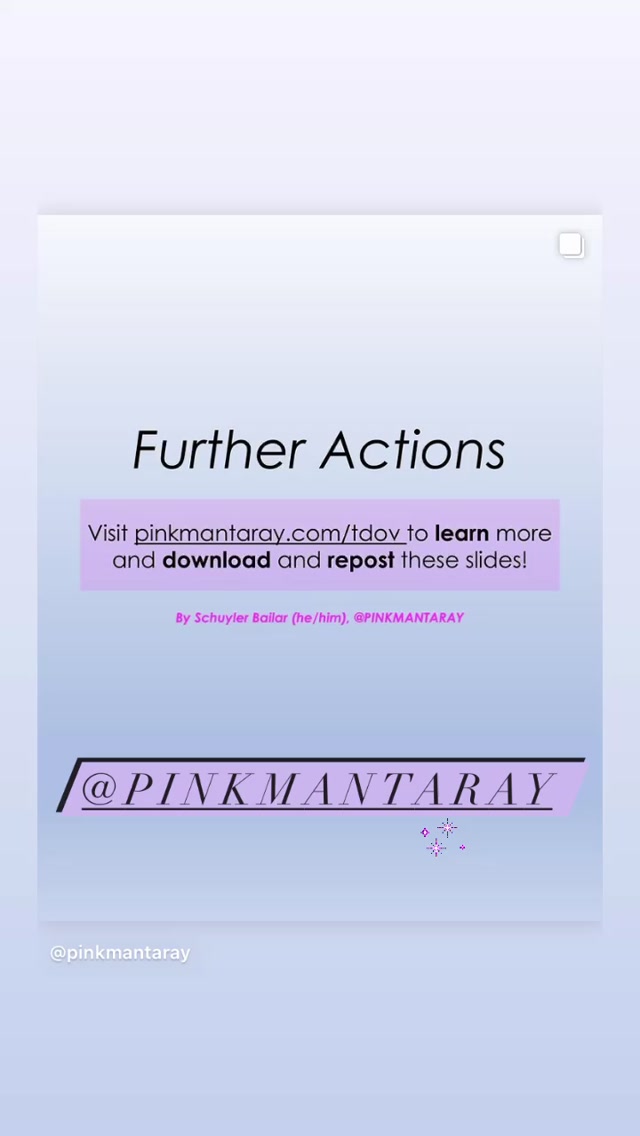 Further Actions
Visit pinkmantaray.com/tdov to learn more
and download and repost these slides!
By Schuyler Bailar (he/him), @PINKMANTARAY
@PINKMANTARAY
@pinkmantaray